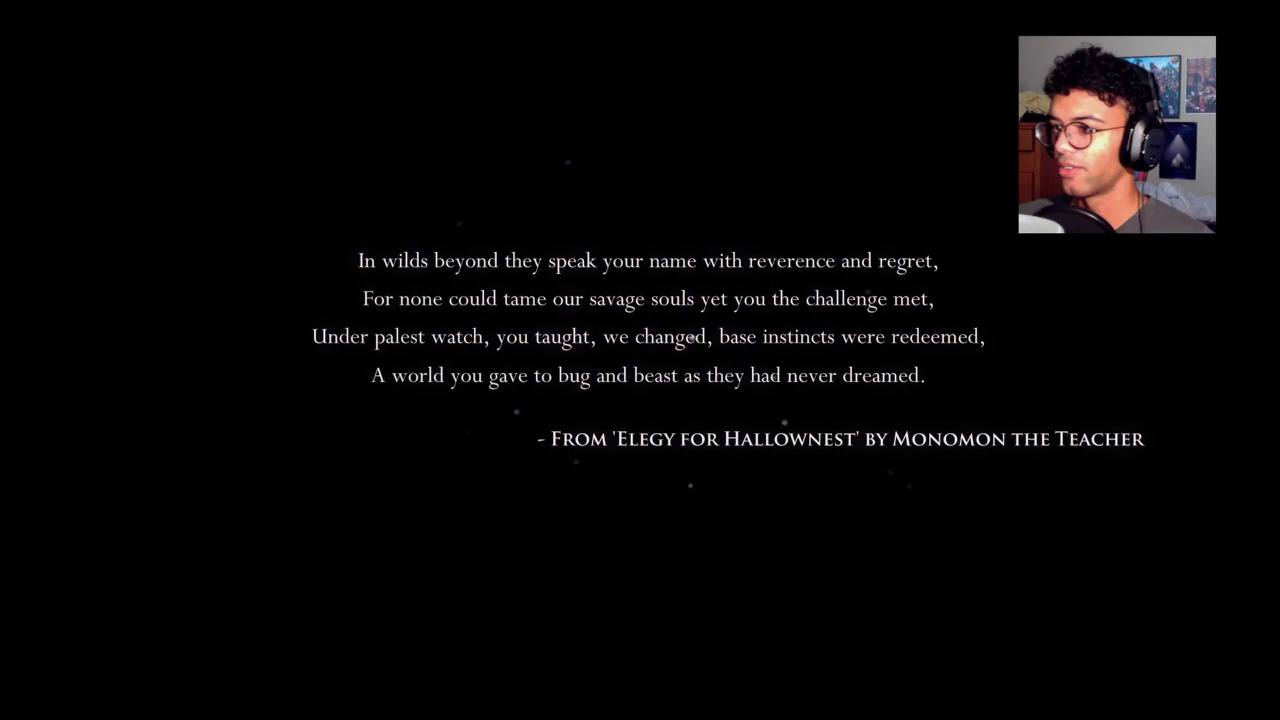 In wilds beyond they speak your name with reverence and regret,
For none could tame our savage souls yet you the challenge met,
Under palest watch, you taught, we changed, base instincts were redeemed,
A world you gave to bug and beast as they had never dreamed.
- From 'Elegy for Hallownest' by Monomon the Teacher